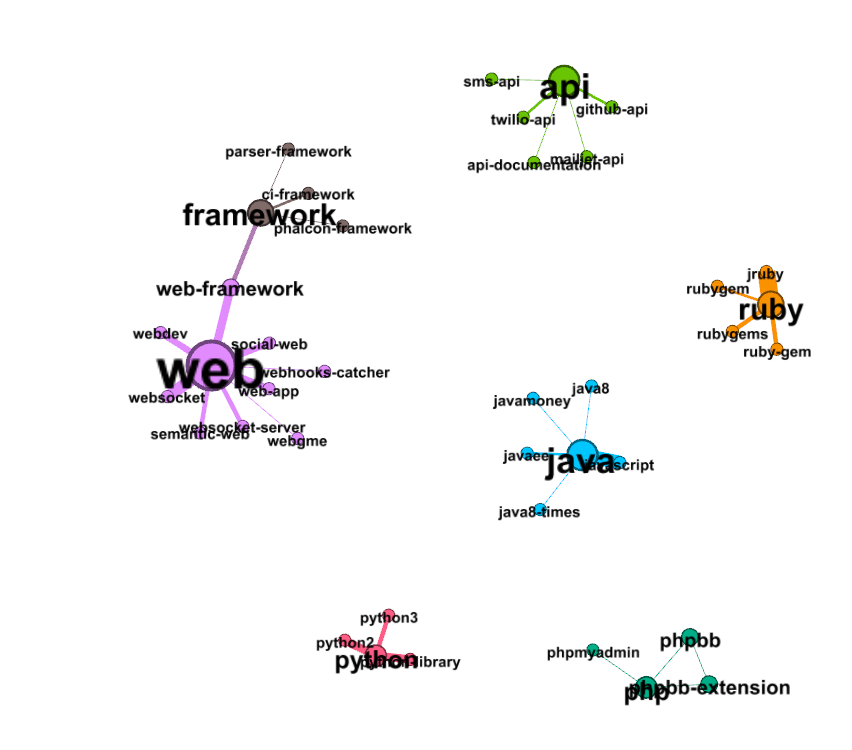 sms-api
api
github-api
twilio-api
mailjet-api
api-documentation
parser-framework
ci-framework
framework
phalcon-framework
web-framework
jruby
rubygem
ruby
rubygems
ruby-gem
webdev
social-web
web
webhooks-catcher
web-app
websocket
websocket-server
semantic-web
webgme
java8
javamoney
javaee
java
javascript
java8-times
python3
python2
python
python-library
phpbb
phpmyadmin
phpbb-extension
php